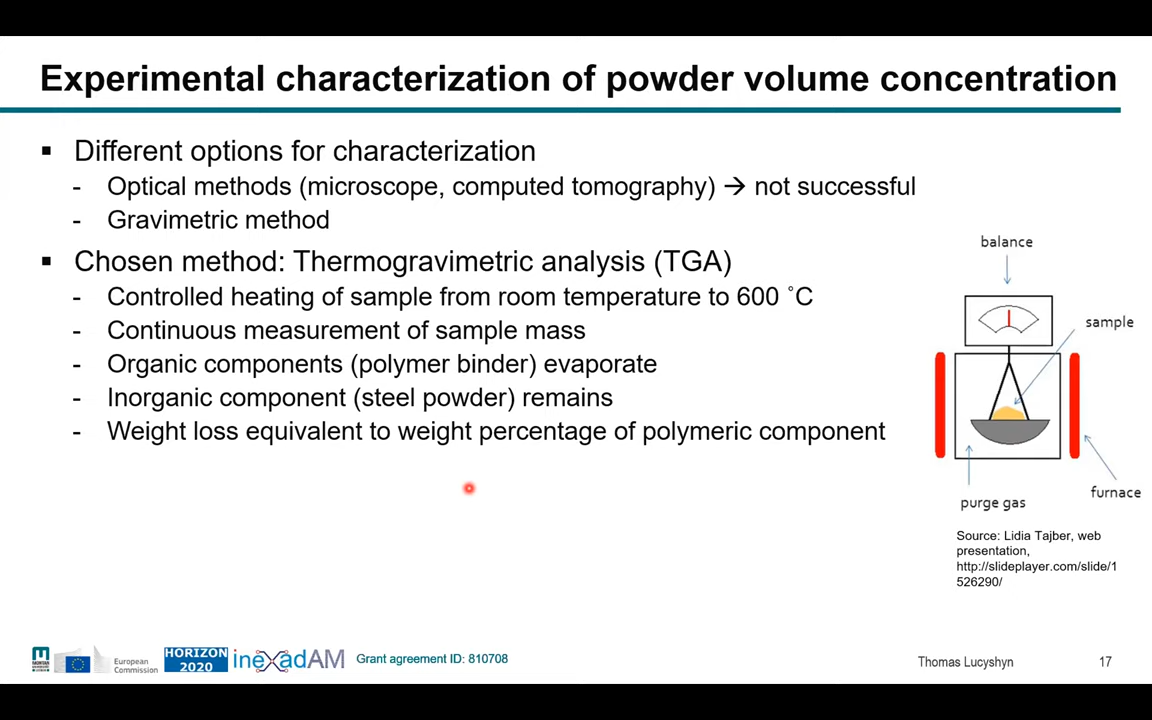 Experimental characterization of powder volume concentration
▪ Different options for characterization
- Optical methods (microscope, computed tomography) → not successful
- Gravimetric method
▪ Chosen method: Thermogravimetric analysis (TGA)
- Controlled heating of sample from room temperature to 600 ˚C
- Continuous measurement of sample mass
- Organic components (polymer binder) evaporate
- Inorganic component (steel powder) remains
- Weight loss equivalent to weight percentage of polymeric component
balance
sample
purge gas
furnace
Source: Lidia Tajber, web
presentation,
http://slideplayer.com/slide/1
526290/
European
Commission
HORIZON
2020
inexadAM
Grant agreement ID: 810708
Thomas Lucyshyn
17